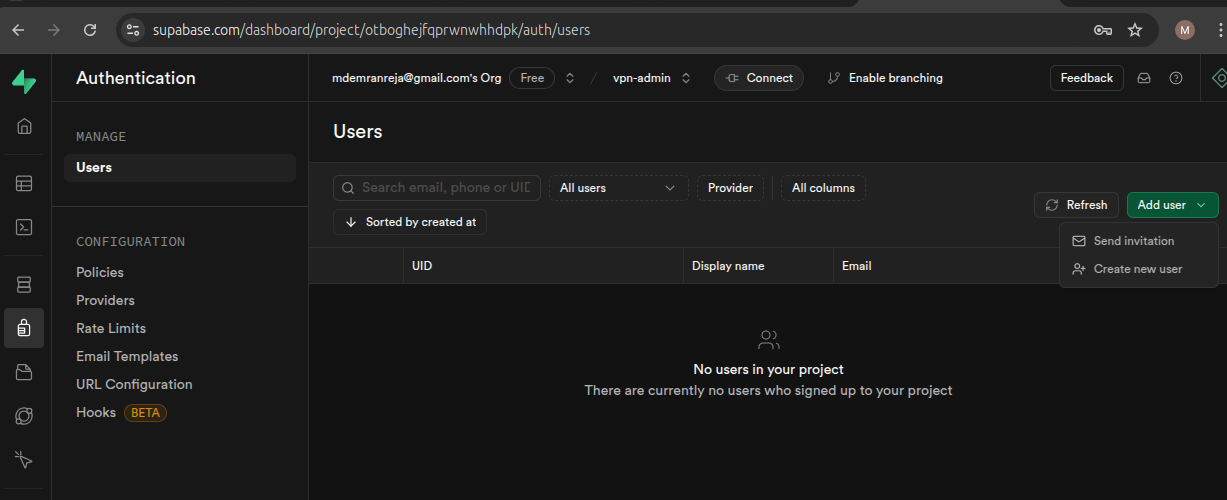 supabase.com/dashboard/project/otboghejfqprwnwhhdpk/auth/users
M
Authentication
mdemranreja@gmail.com's Org Free / vpn-admin Connect Enable branching Feedback
MANAGE
Users
CONFIGURATION
Policies
Providers
Rate Limits
Email Templates
URL Configuration
Hooks BETA
Users
Search email, phone or UID All users Provider All columns
Sorted by created at
Refresh Add user
Send invitation
Create new user
UID Display name Email
No users in your project
There are currently no users who signed up to your project